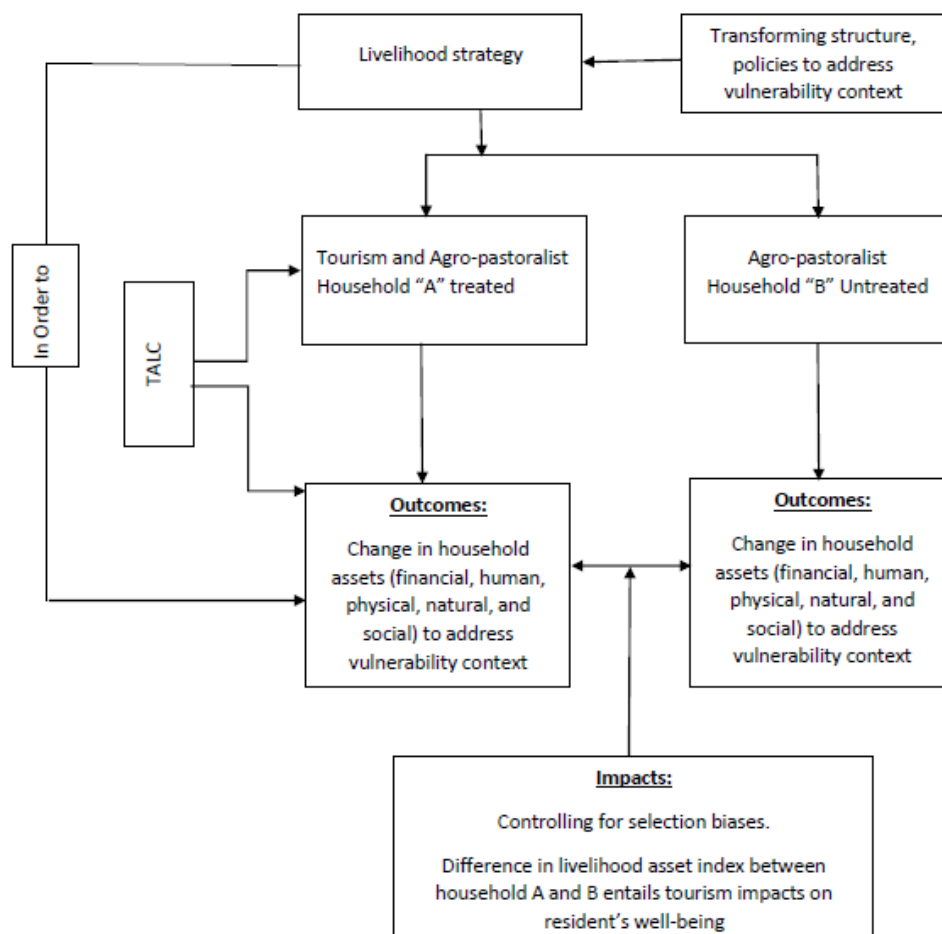 Livelihood strategy
Transforming structure,
policies to address
vulnerability context
In Order to
TALC
Tourism and Agro-pastoralist
Household “A” treated
Agro-pastoralist
Household “B” Untreated
Outcomes:
Change in household
assets (financial, human,
physical, natural, and
social) to address
vulnerability context
Outcomes:
Change in household
assets (financial, human,
physical, natural, and
social) to address
vulnerability context
Impacts:
Controlling for selection biases.
Difference in livelihood asset index between
household A and B entails tourism impacts on
resident’s well-being